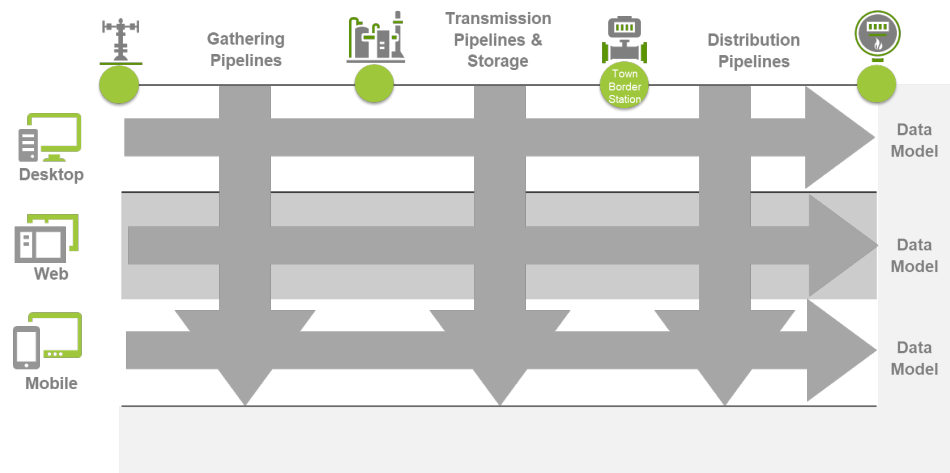 Gathering
Pipelines
Transmission
Pipelines &
Storage
Town
Border
Station
Distribution
Pipelines
Desktop
Data
Model
Web
Data
Model
Mobile
Data
Model